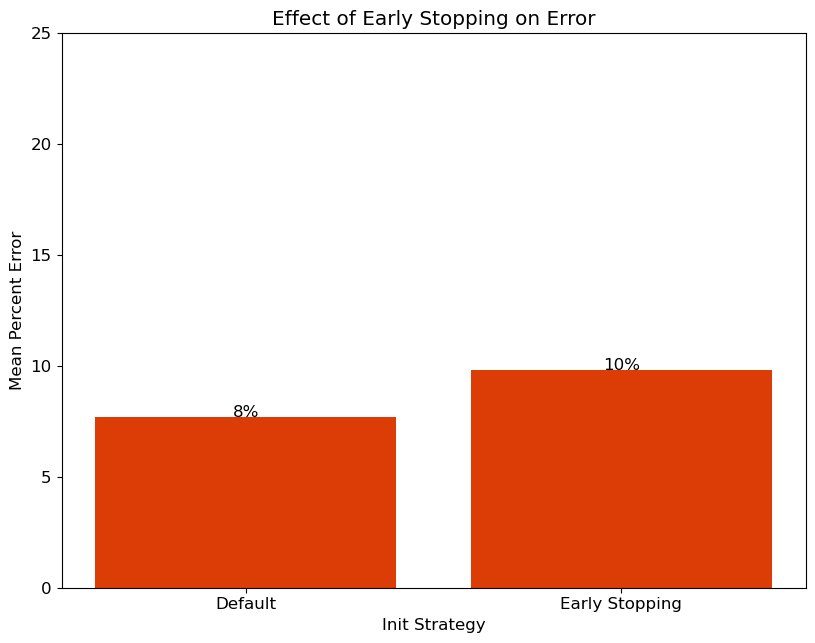 Effect of Early Stopping on Error
25
20
15
10
5
0
Mean Percent Error
8%
10%
Default
Early Stopping
Init Strategy